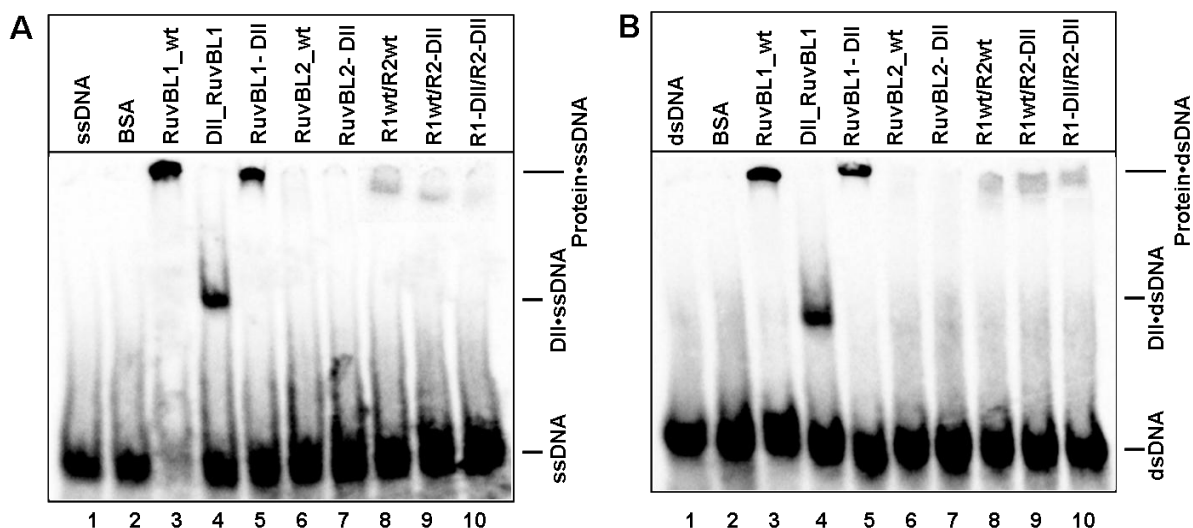 A
ssDNA
BSA
RuvBL1_wt
DII_RuvBL1
RuvBL1- DII
RuvBL2_wt
RuvBL2- DII
R1wt/R2wt
R1wt/R2-DII
R1-DII/R2-DII
Protein•ssDNA
DII•ssDNA
ssDNA
1 2 3 4 5 6 7 8 9 10
B
dsDNA
BSA
RuvBL1_wt
DII_RuvBL1
RuvBL1- DII
RuvBL2_wt
RuvBL2- DII
R1wt/R2wt
R1wt/R2-DII
R1-DII/R2-DII
Protein•dsDNA
DII•dsDNA
dsDNA
1 2 3 4 5 6 7 8 9 10